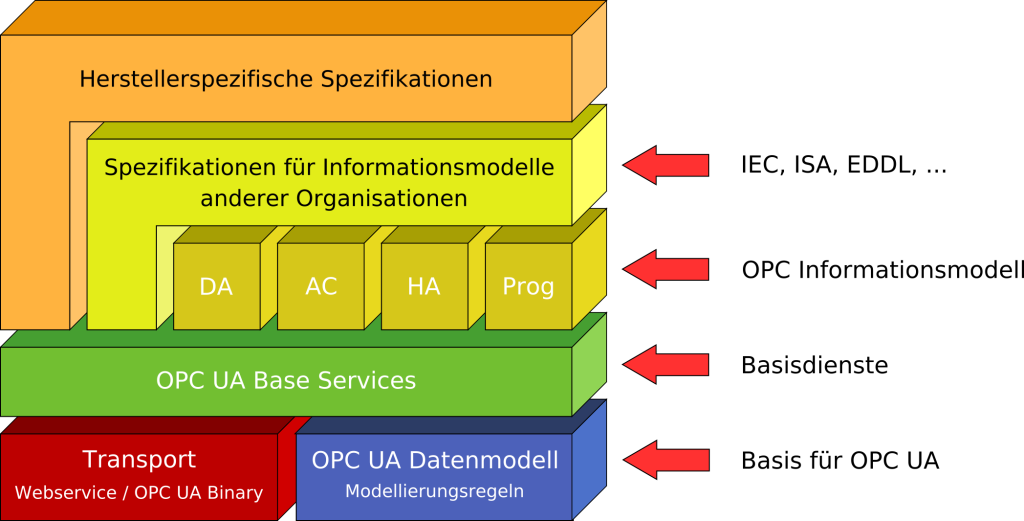 Herstellerspezifische Spezifikationen
Spezifikationen für Informationsmodelle
anderer Organisationen
IEC, ISA, EDDL, ...
DA
AC
HA
Prog
OPC Informationsmodell
OPC UA Base Services
Basisdienste
Transport
Webservice / OPC UA Binary
OPC UA Datenmodell
Modellierungsregeln
Basis für OPC UA